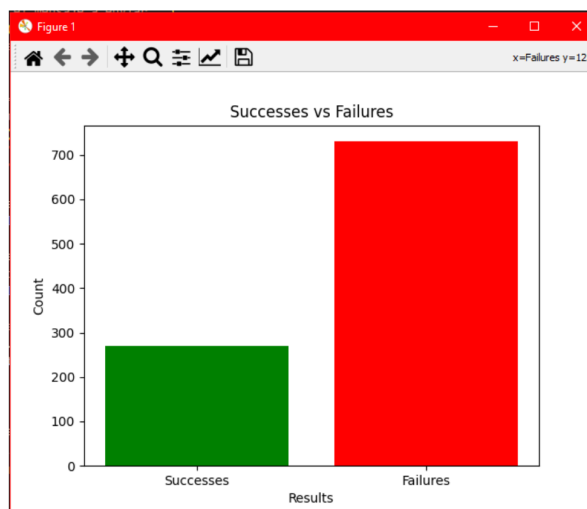 Figure 1
x=Failures y=12
Successes vs Failures
700
600
500
400
300
200
100
0
Count
Successes Failures
Results